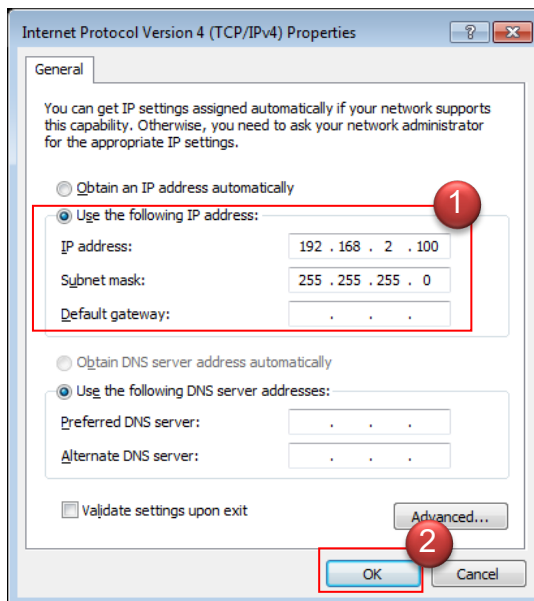 Internet Protocol Version 4 (TCP/IPv4) Properties
General
You can get IP settings assigned automatically if your network supports
this capability. Otherwise, you need to ask your network administrator
for the appropriate IP settings.
Obtain an IP address automatically
1
Use the following IP address:
IP address: 192 . 168 . 2 . 100
Subnet mask: 255 . 255 . 255 . 0
Default gateway: . . .
Obtain DNS server address automatically
Use the following DNS server addresses:
Preferred DNS server: . . .
Alternate DNS server: . . .
Validate settings upon exit
Advanced...
2
OK Cancel